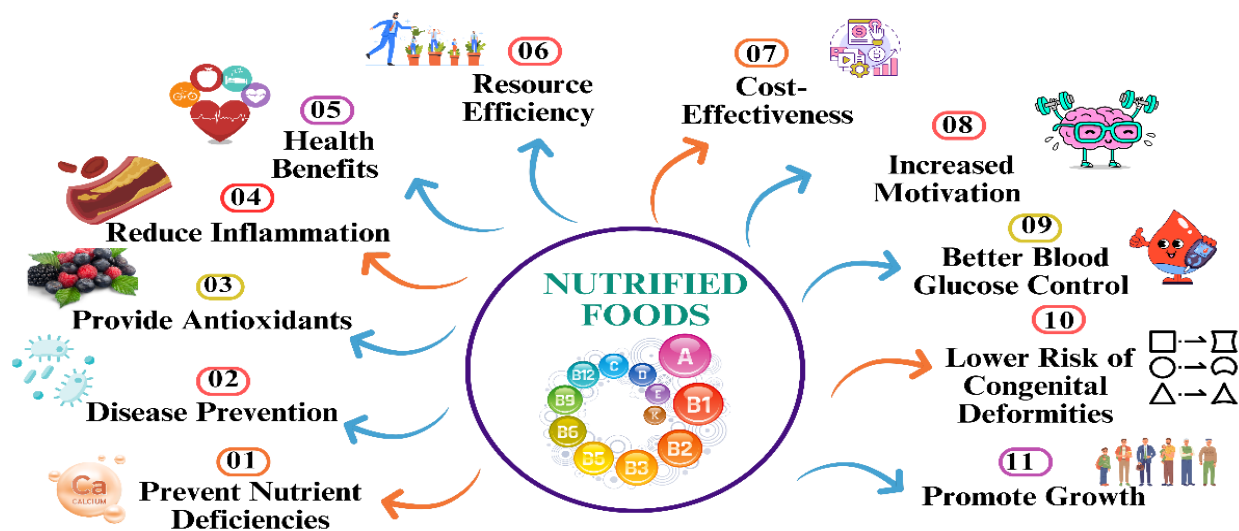 NUTRIFIED
FOODS
A
B1
B2
B3
B5
B6
B9
B12
C
D
E
K
01
Prevent Nutrient
Deficiencies
Ca
CALCIUM
02
Disease Prevention
03
Provide Antioxidants
04
Reduce Inflammation
05
Health
Benefits
06
Resource
Efficiency
07
Cost-
Effectiveness
08
Increased
Motivation
09
Better Blood
Glucose Control
10
Lower Risk of
Congenital
Deformities
11
Promote Growth